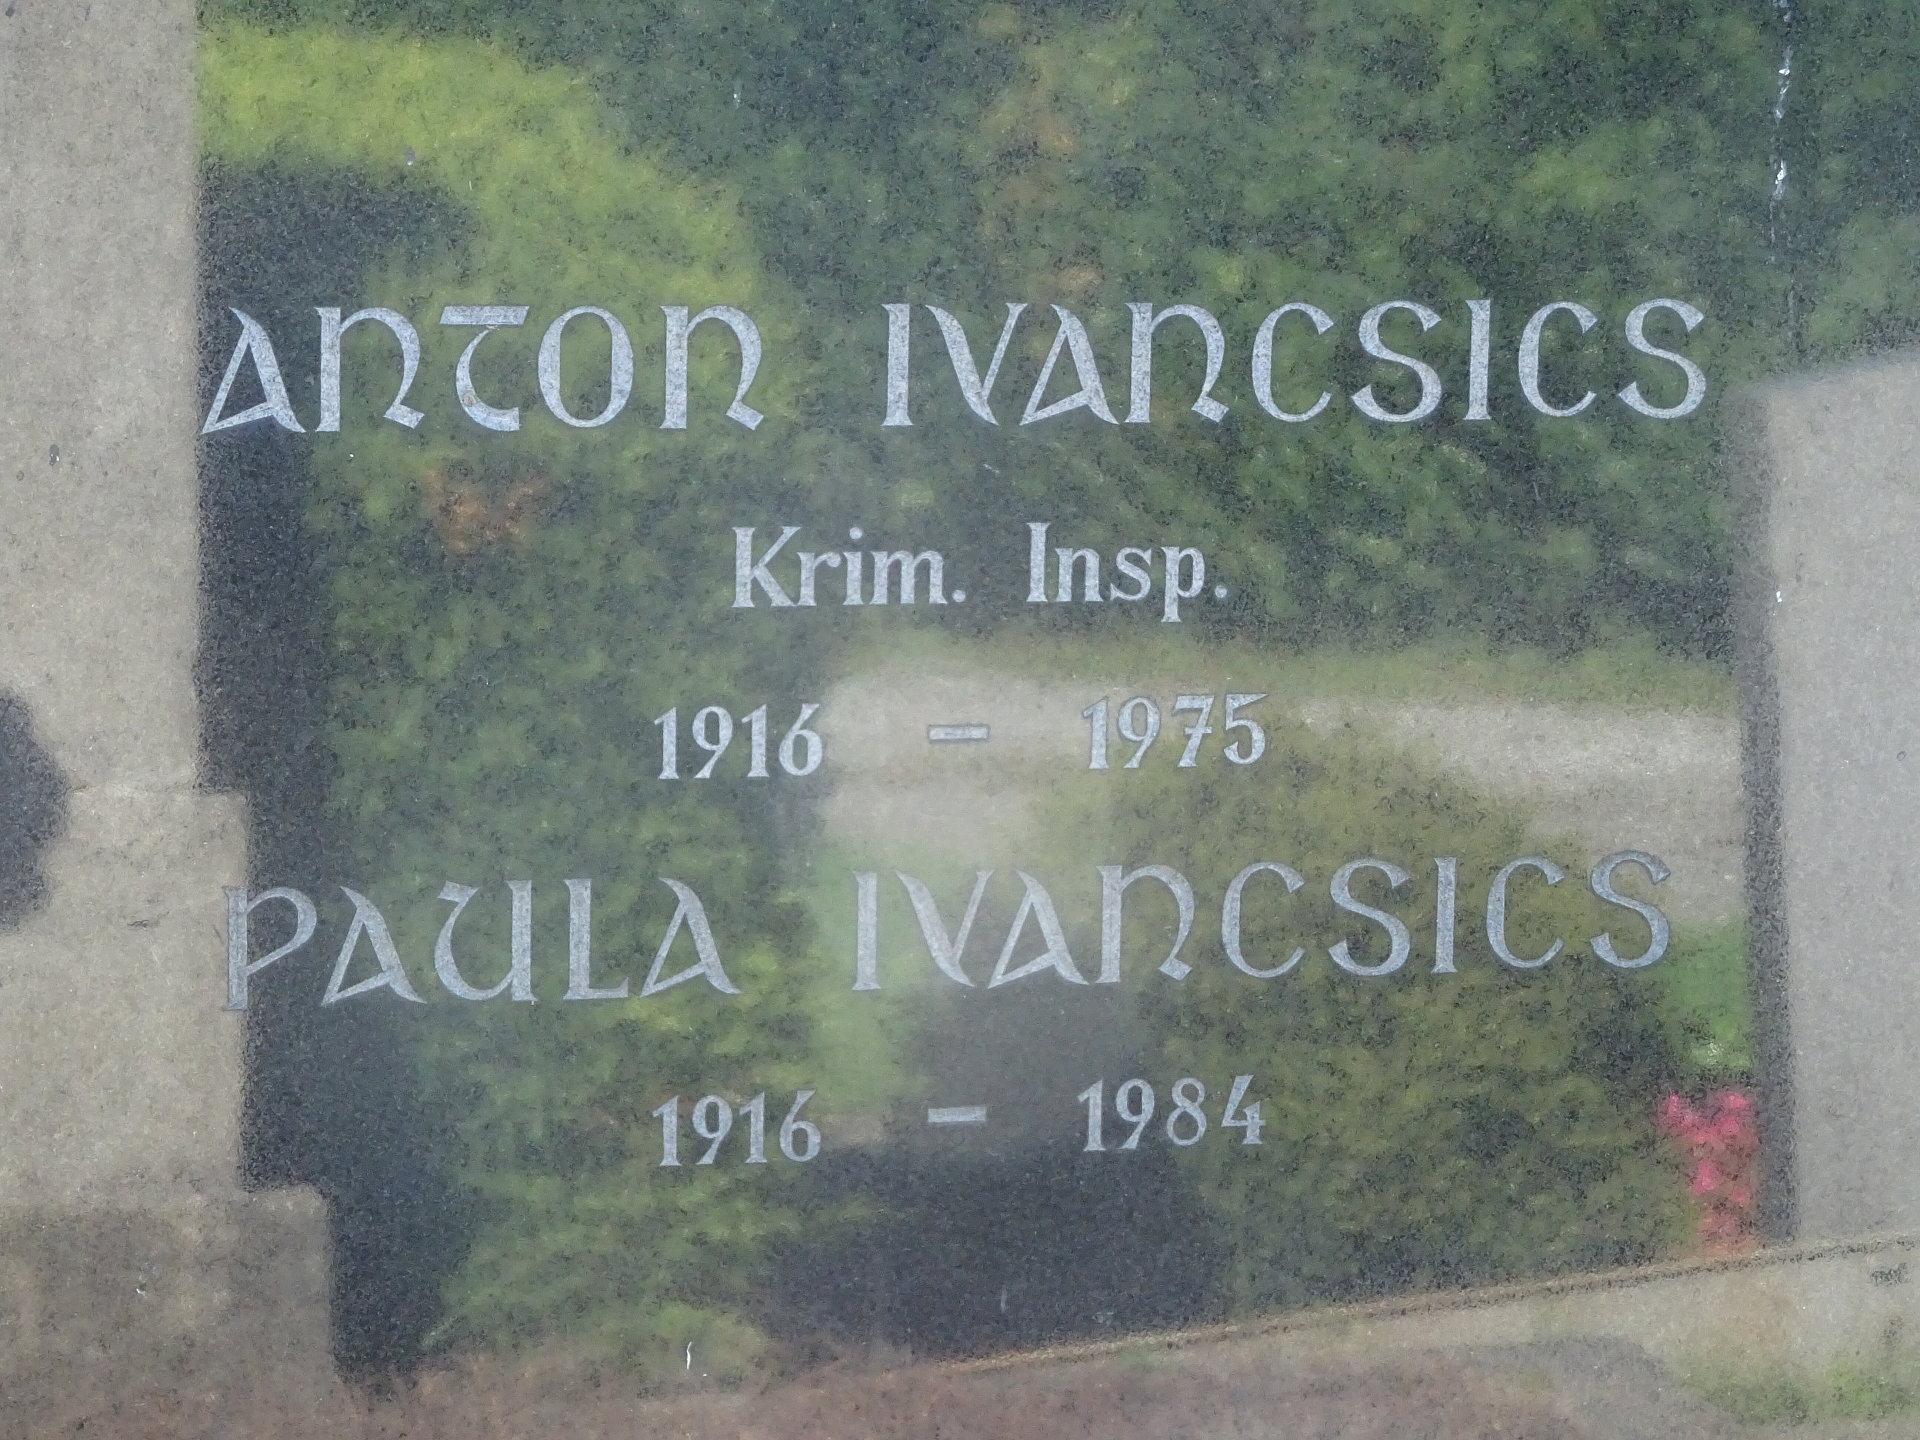 ANTON IVANCSICS
Krim. Insp.
1916 – 1975
PAULA IVANCSICS
1916 – 1984